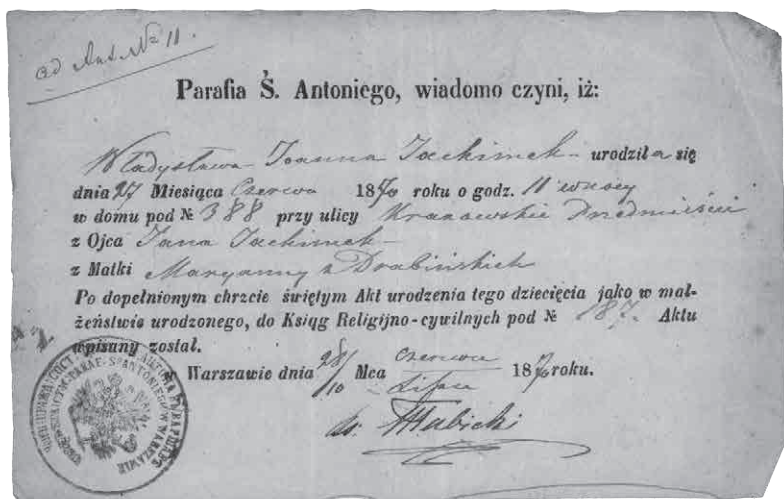 ad Akt. № 11.
Parafia Ś. Antoniego, wiadomo czyni, iż:
Władysława Joanna Jachimek urodziła się
dnia 27 Miesiąca Czerwca 1870 roku o godz. 11 w nocy
w domu pod № 388 przy ulicy Krakowskie Przedmieście
z Ojca Jana Jachimek
z Matki Maryanny z Drabińskich
Po dopełnionym chrzcie świętym Akt urodzenia tego dziecięcia jako w mał-
żeństwie urodzonego, do Ksiąg Religijno-cywilnych pod № 187. Aktu
wpisany został.
w Warszawie dnia 28/10 Mca Czerwca/Lipca 1870 roku.